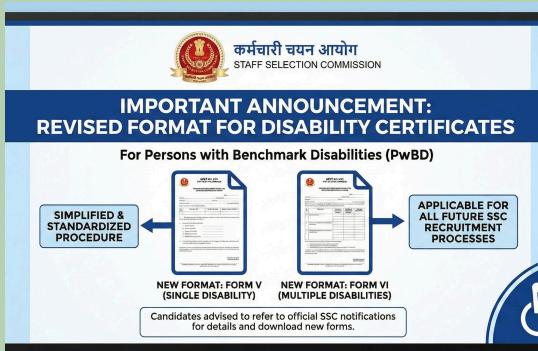 कर्मचारी चयन आयोग
STAFF SELECTION COMMISSION
IMPORTANT ANNOUNCEMENT:
REVISED FORMAT FOR DISABILITY CERTIFICATES
For Persons with Benchmark Disabilities (PwBD)
SIMPLIFIED &
STANDARDIZED
PROCEDURE
APPLICABLE FOR
ALL FUTURE SSC
RECRUITMENT
PROCESSES
NEW FORMAT: FORM V
(SINGLE DISABILITY)
NEW FORMAT: FORM VI
(MULTIPLE DISABILITIES)
Candidates advised to refer to official SSC notifications
for details and download new forms.